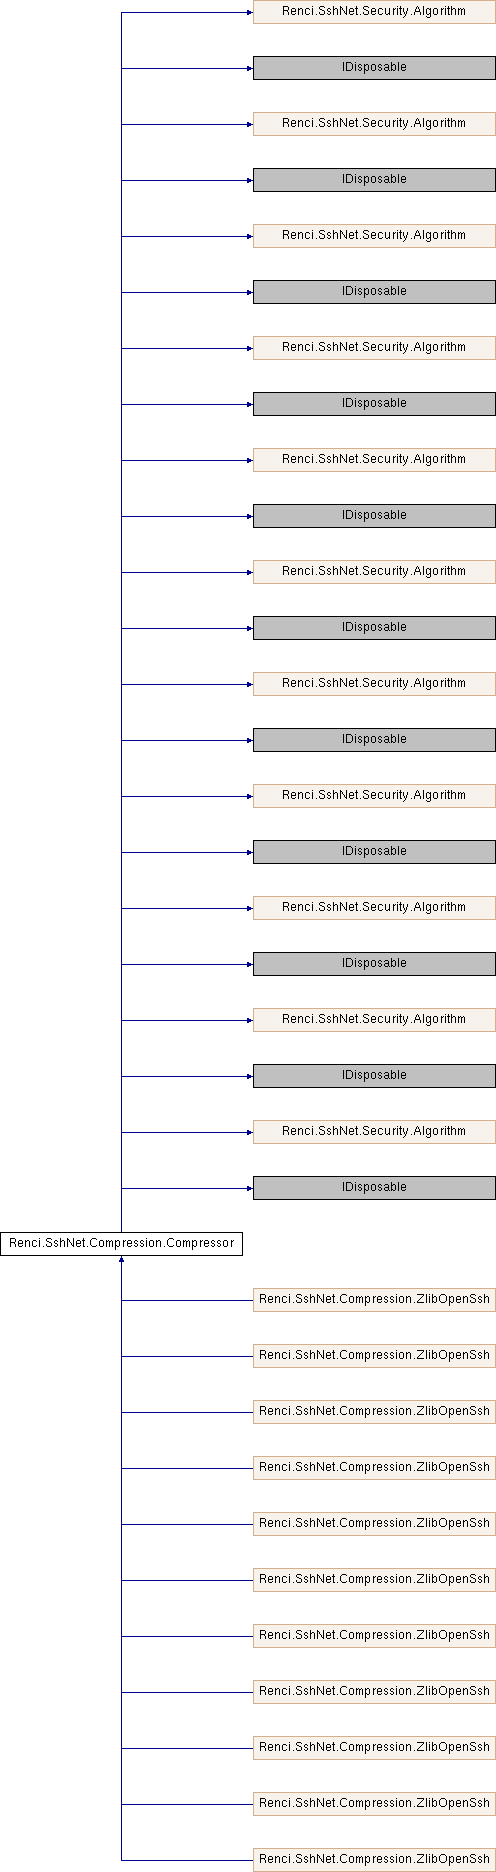 Renci.SshNet.Security.Algorithm
IDisposable
Renci.SshNet.Security.Algorithm
IDisposable
Renci.SshNet.Security.Algorithm
IDisposable
Renci.SshNet.Security.Algorithm
IDisposable
Renci.SshNet.Security.Algorithm
IDisposable
Renci.SshNet.Security.Algorithm
IDisposable
Renci.SshNet.Security.Algorithm
IDisposable
Renci.SshNet.Security.Algorithm
IDisposable
Renci.SshNet.Security.Algorithm
IDisposable
Renci.SshNet.Security.Algorithm
IDisposable
Renci.SshNet.Security.Algorithm
IDisposable
Renci.SshNet.Compression.Compressor
Renci.SshNet.Compression.ZlibOpenSsh
Renci.SshNet.Compression.ZlibOpenSsh
Renci.SshNet.Compression.ZlibOpenSsh
Renci.SshNet.Compression.ZlibOpenSsh
Renci.SshNet.Compression.ZlibOpenSsh
Renci.SshNet.Compression.ZlibOpenSsh
Renci.SshNet.Compression.ZlibOpenSsh
Renci.SshNet.Compression.ZlibOpenSsh
Renci.SshNet.Compression.ZlibOpenSsh
Renci.SshNet.Compression.ZlibOpenSsh
Renci.SshNet.Compression.ZlibOpenSsh